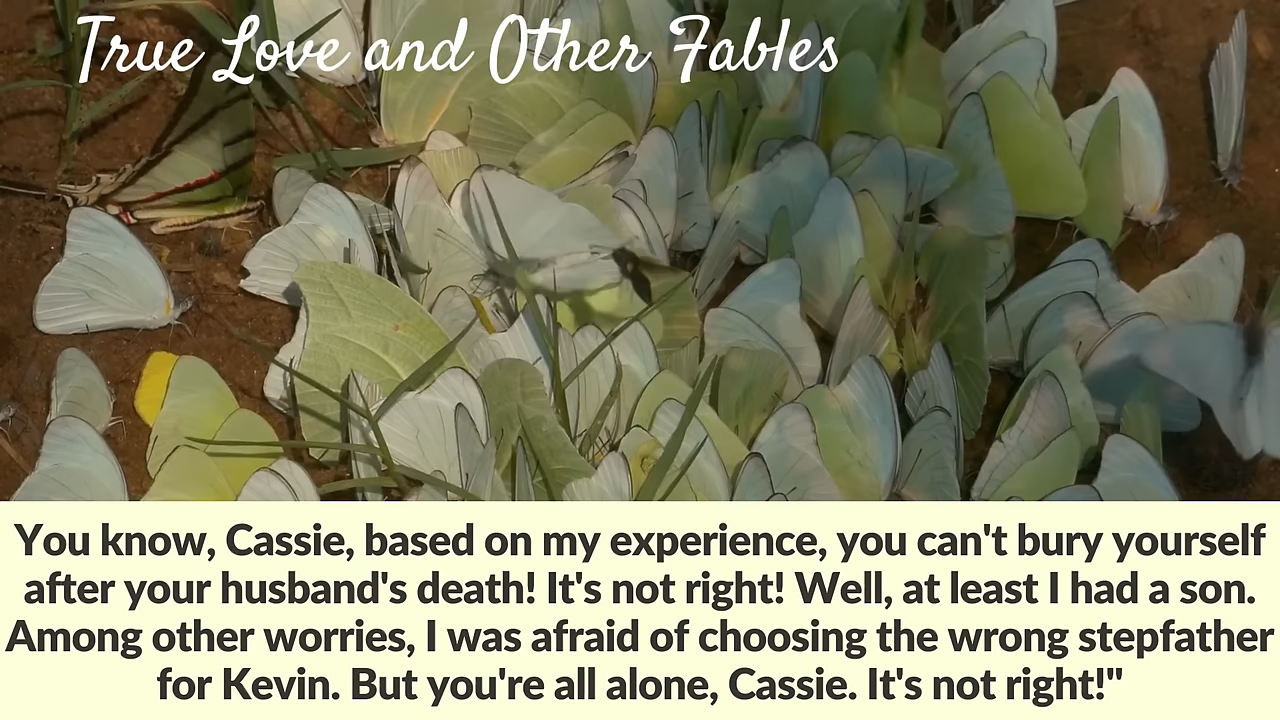 True Love and Other Fables
You know, Cassie, based on my experience, you can't bury yourself
after your husband's death! It's not right! Well, at least I had a son.
Among other worries, I was afraid of choosing the wrong stepfather
for Kevin. But you're all alone, Cassie. It's not right!"